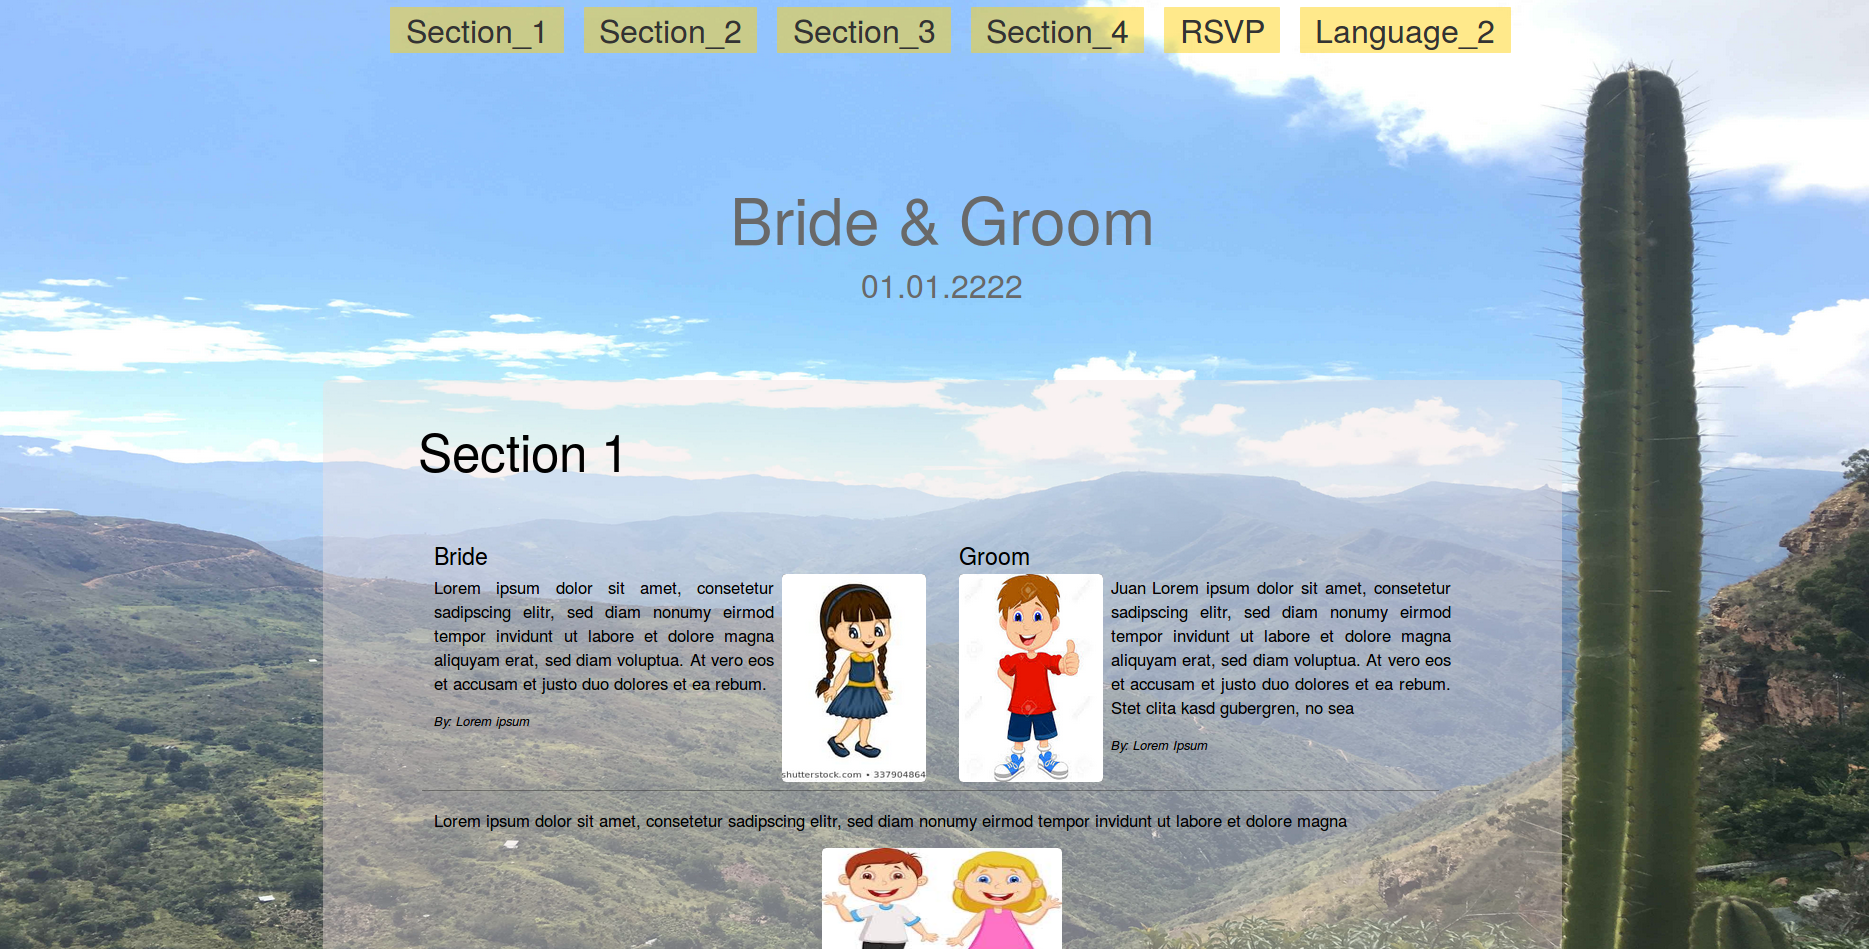 Section_1 Section_2 Section_3 Section_4 RSVP Language_2
Bride & Groom
01.01.2222
Section 1
Bride
Lorem ipsum dolor sit amet, consetetur
sadipscing elitr, sed diam nonumy eirmod
tempor invidunt ut labore et dolore magna
aliquyam erat, sed diam voluptua. At vero eos
et accusam et justo duo dolores et ea rebum.
By: Lorem ipsum
shutterstock.com • 337904864
Groom
Juan Lorem ipsum dolor sit amet, consetetur
sadipscing elitr, sed diam nonumy eirmod
tempor invidunt ut labore et dolore magna
aliquyam erat, sed diam voluptua. At vero eos
et accusam et justo duo dolores et ea rebum.
Stet clita kasd gubergren, no sea
By: Lorem Ipsum
Lorem ipsum dolor sit amet, consetetur sadipscing elitr, sed diam nonumy eirmod tempor invidunt ut labore et dolore magna